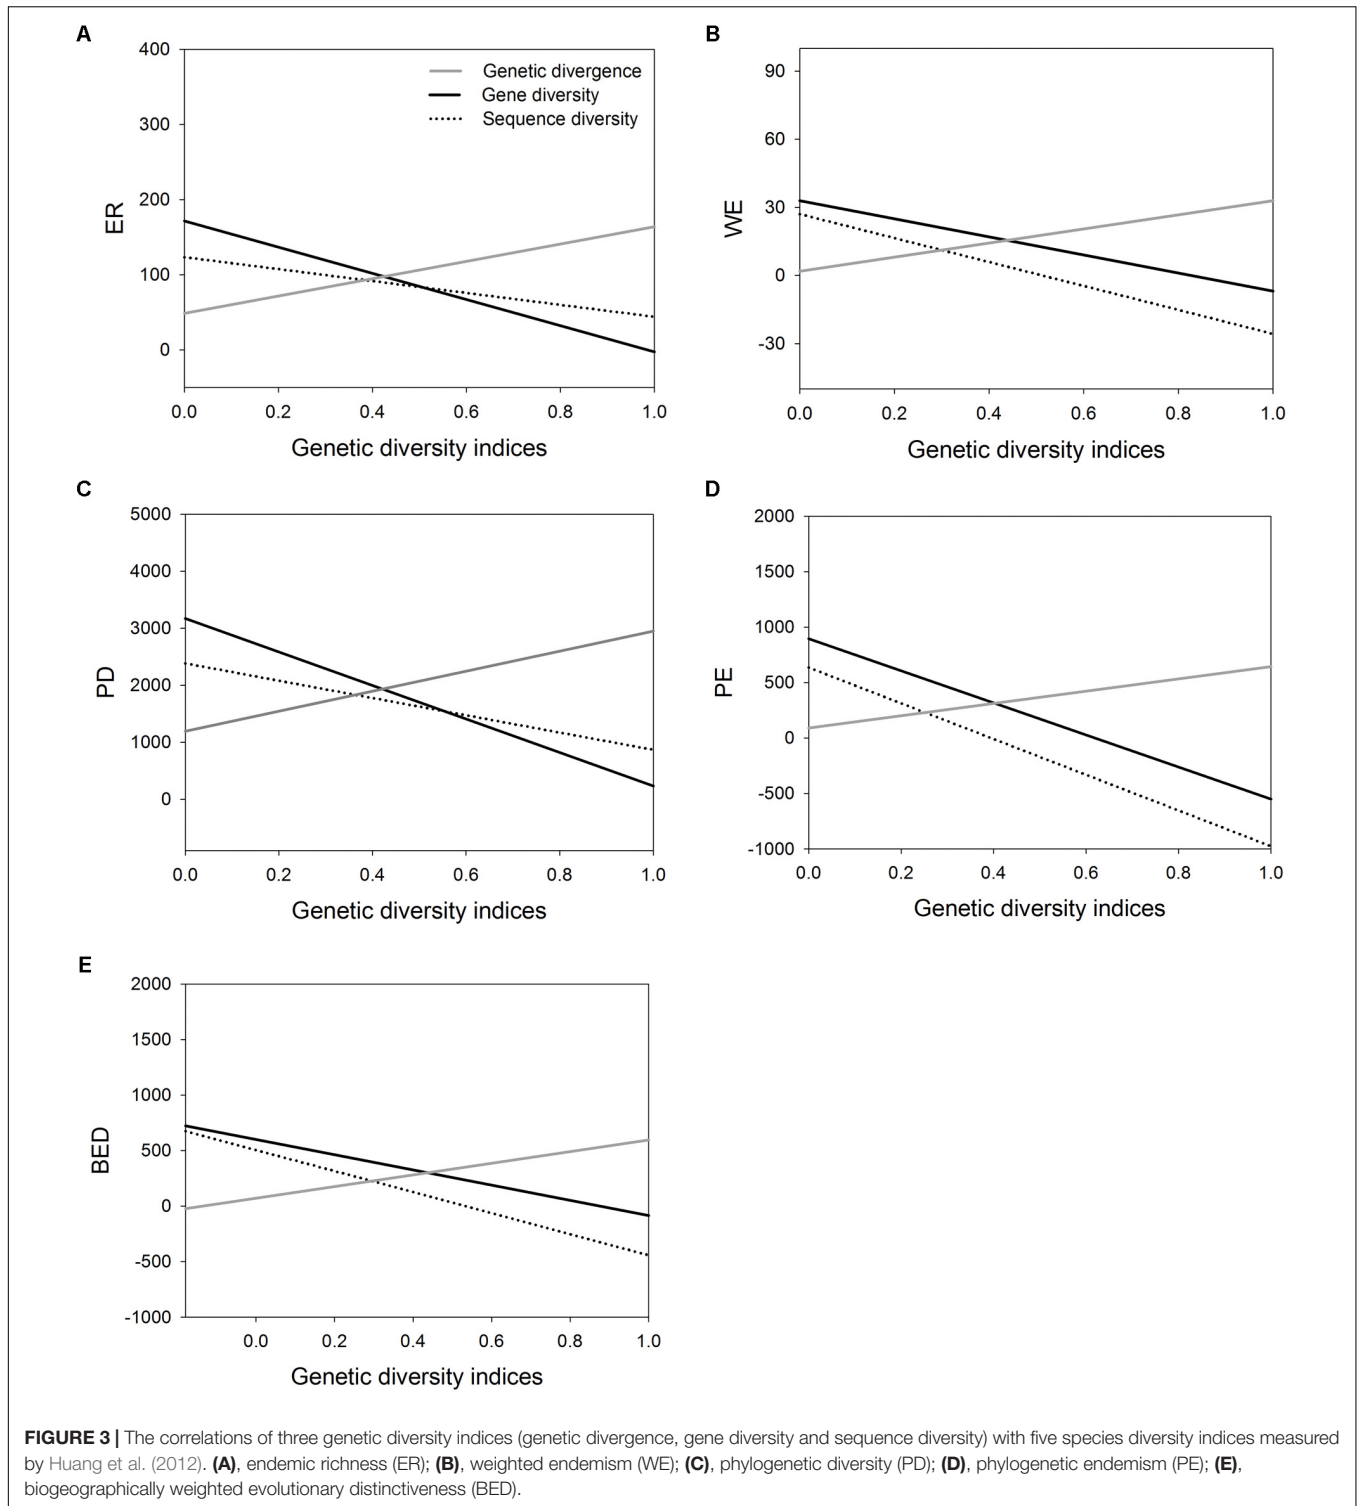 A
400
300
200
100
0
ER
Genetic divergence
Gene diversity
Sequence diversity
0.0 0.2 0.4 0.6 0.8 1.0
Genetic diversity indices
B
90
60
30
0
-30
WE
0.0 0.2 0.4 0.6 0.8 1.0
Genetic diversity indices
C
5000
4000
3000
2000
1000
0
PD
0.0 0.2 0.4 0.6 0.8 1.0
Genetic diversity indices
D
2000
1500
1000
500
0
-500
-1000
PE
0.0 0.2 0.4 0.6 0.8 1.0
Genetic diversity indices
E
2000
1500
1000
500
0
-500
-1000
BED
0.0 0.2 0.4 0.6 0.8 1.0
Genetic diversity indices
FIGURE 3 | The correlations of three genetic diversity indices (genetic divergence, gene diversity and sequence diversity) with five species diversity indices measured
by Huang et al. (2012). (A), endemic richness (ER); (B), weighted endemism (WE); (C), phylogenetic diversity (PD); (D), phylogenetic endemism (PE); (E),
biogeographically weighted evolutionary distinctiveness (BED).